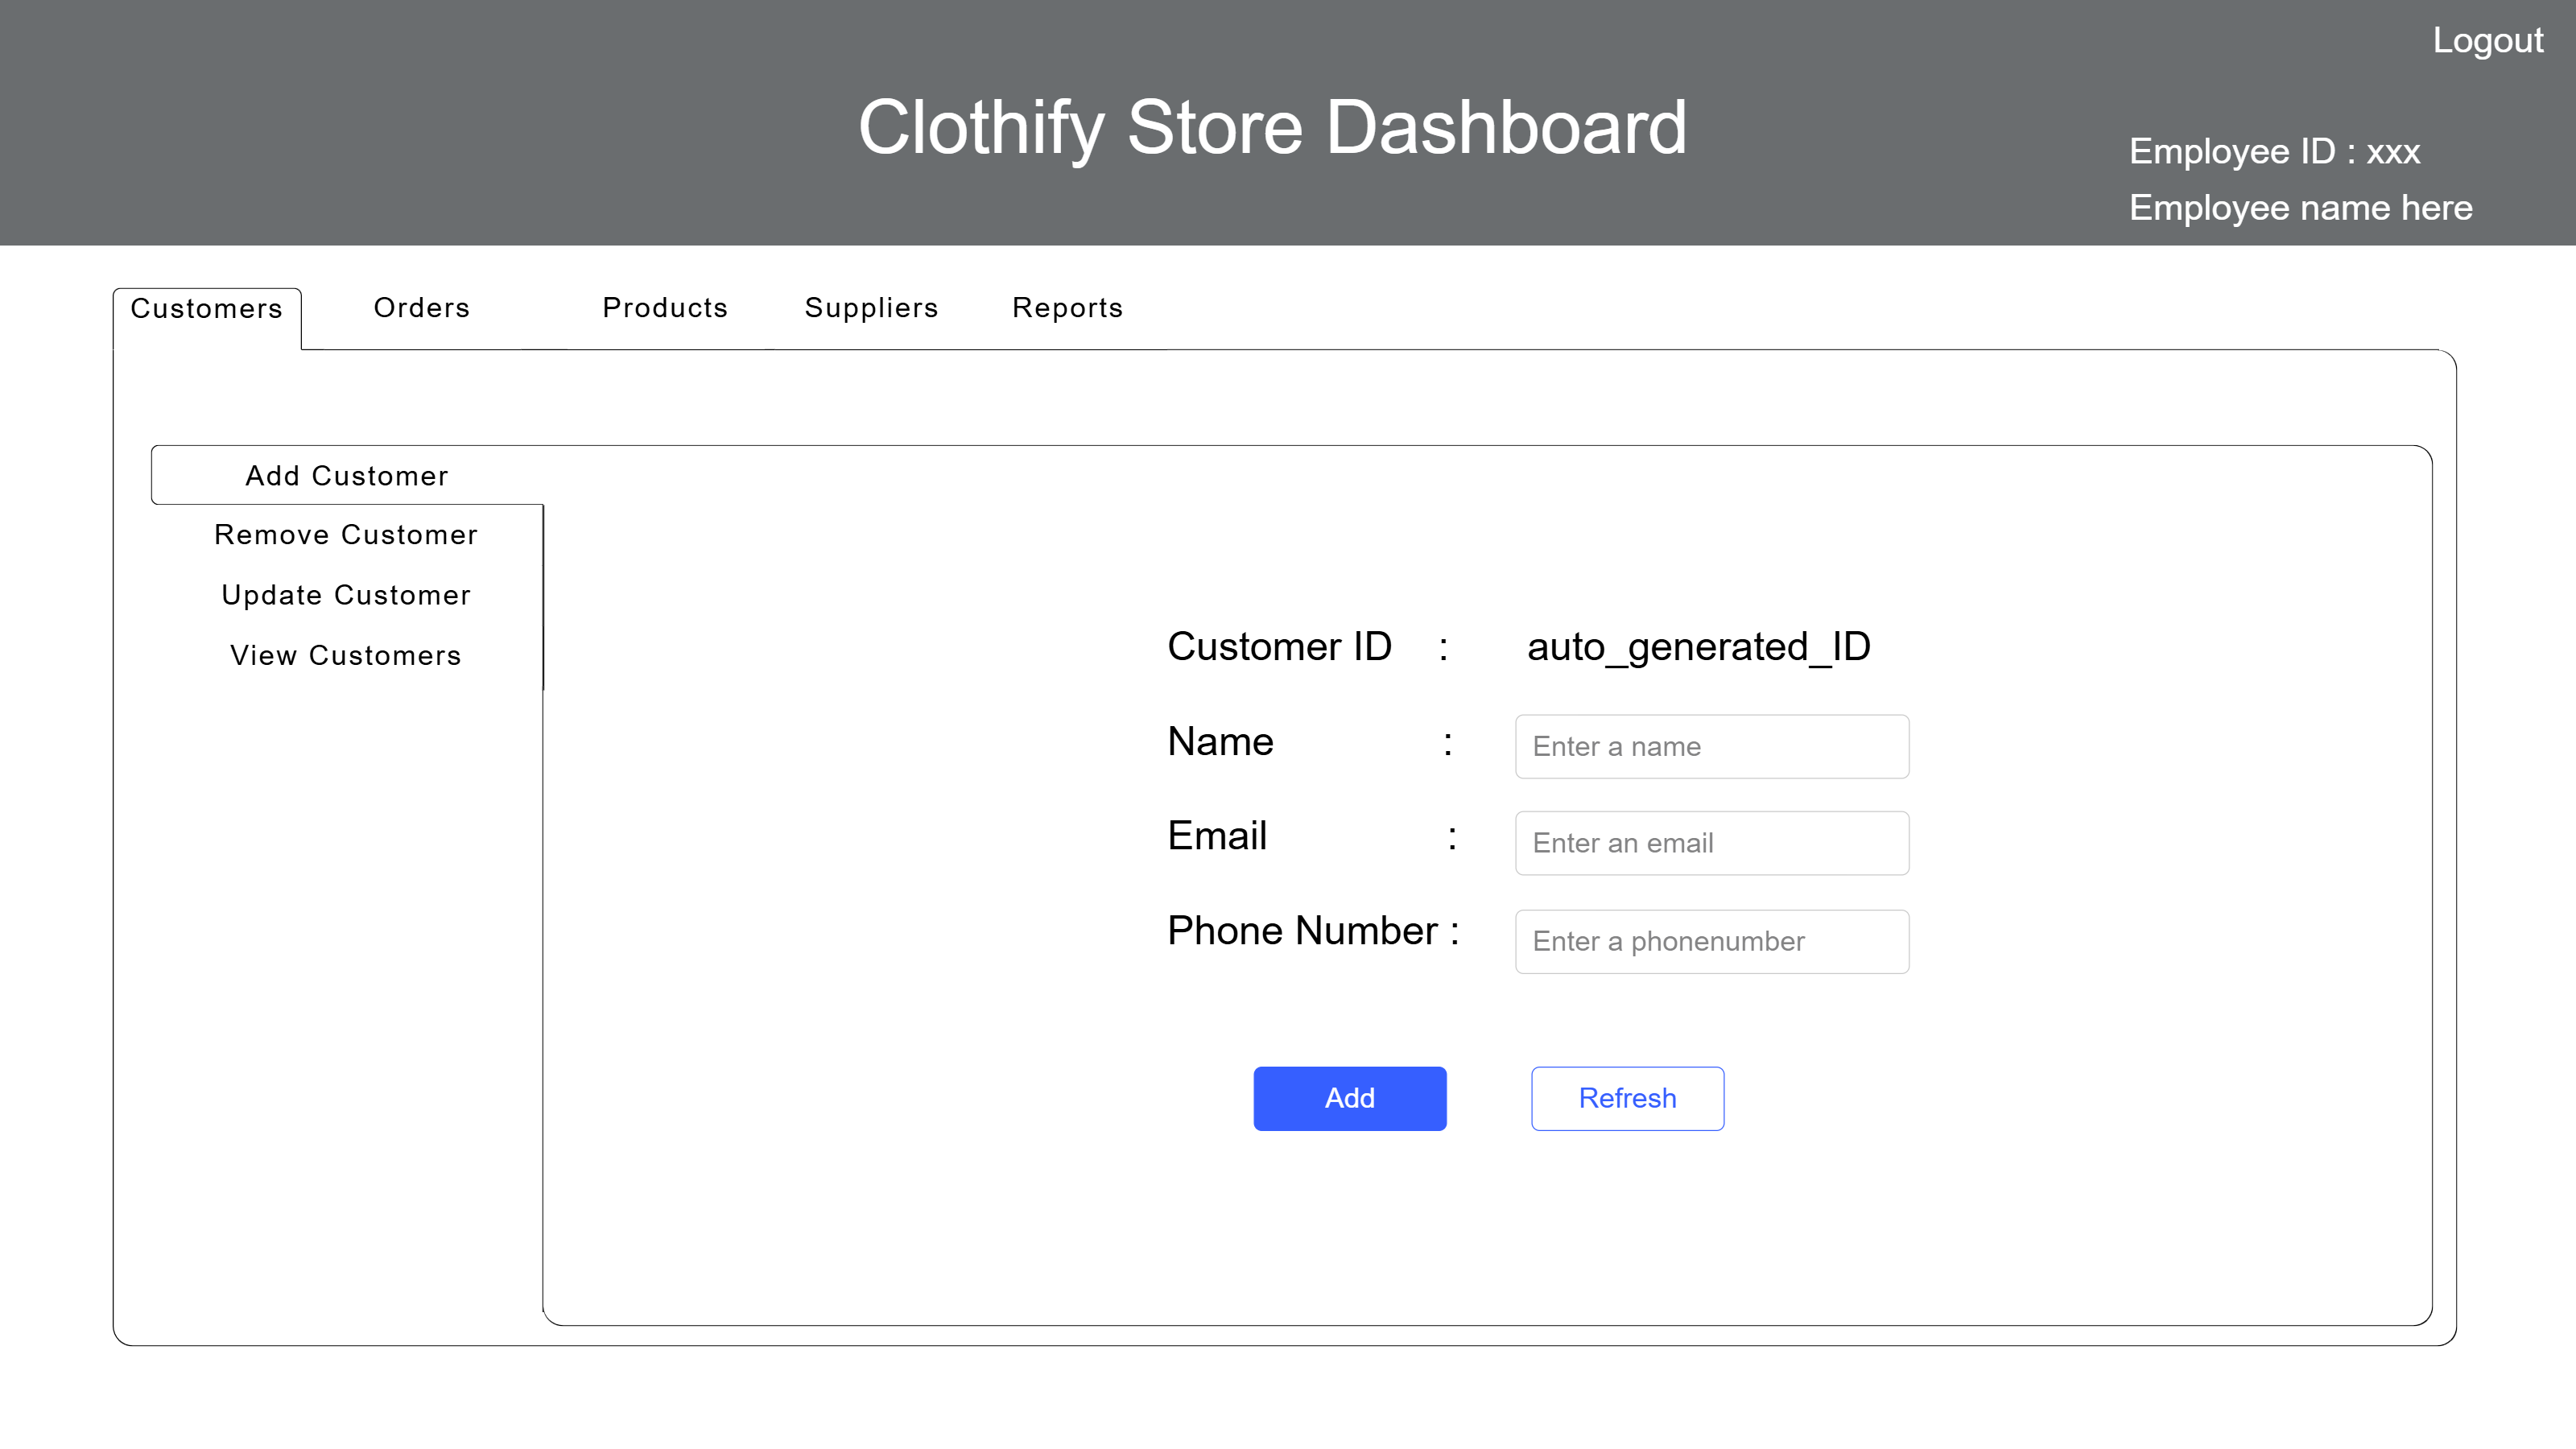 Logout
Clothify Store Dashboard
Employee ID : xxx
Employee name here
Customers Orders Products Suppliers Reports
Add Customer
Remove Customer
Update Customer
View Customers
Customer ID : auto_generated_ID
Name : Enter a name
Email : Enter an email
Phone Number : Enter a phonenumber
Add Refresh